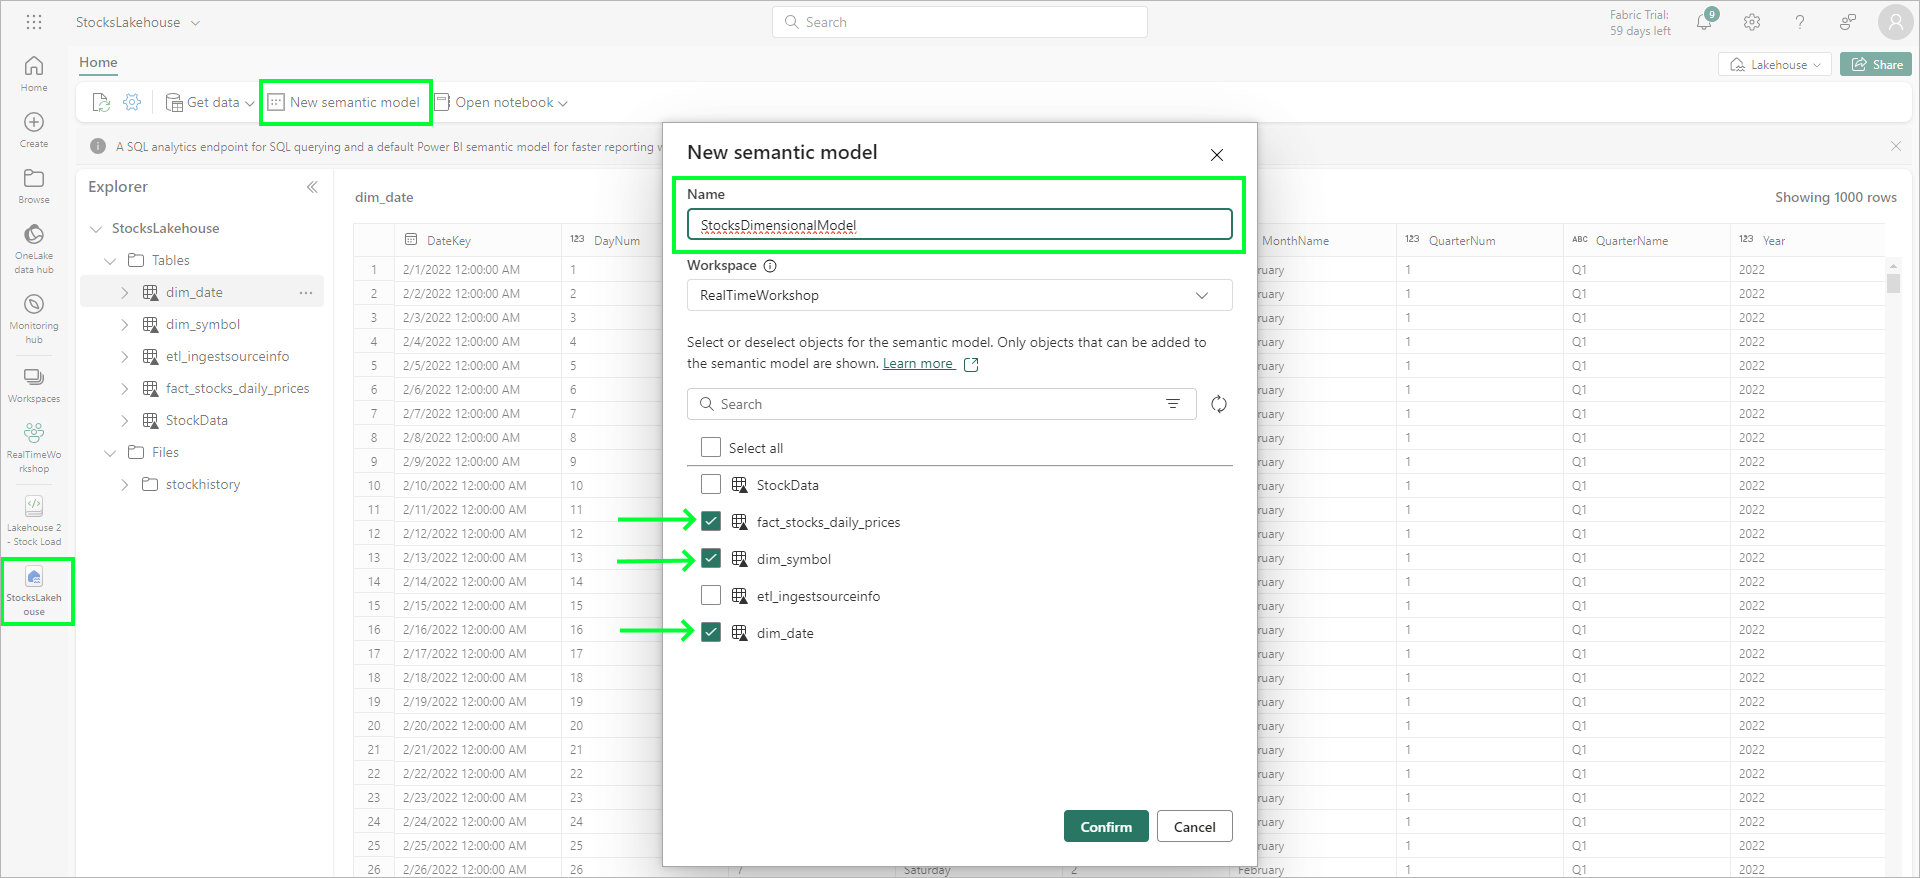 StocksLakehouse
Search
Fabric Trial:
59 days left
9
Home
Lakehouse
Share
Get data
New semantic model
Open notebook
A SQL analytics endpoint for SQL querying and a default Power BI semantic model for faster reporting
Home
Create
Browse
OneLake
data hub
Monitoring
hub
Workspaces
RealTimeWo
rkshop
Lakehouse 2
- Stock Load
StocksLakeh
ouse
Explorer
StocksLakehouse
Tables
dim_date
dim_symbol
etl_ingestsourceinfo
fact_stocks_daily_prices
StockData
Files
stockhistory
dim_date
Showing 1000 rows
DateKey 123 DayNum MonthName 123 QuarterNum ABC QuarterName 123 Year
1 2/1/2022 12:00:00 AM 1 ruary 1 Q1 2022
2 2/2/2022 12:00:00 AM 2 ruary 1 Q1 2022
3 2/3/2022 12:00:00 AM 3 ruary 1 Q1 2022
4 2/4/2022 12:00:00 AM 4 ruary 1 Q1 2022
5 2/5/2022 12:00:00 AM 5 ruary 1 Q1 2022
6 2/6/2022 12:00:00 AM 6 ruary 1 Q1 2022
7 2/7/2022 12:00:00 AM 7 ruary 1 Q1 2022
8 2/8/2022 12:00:00 AM 8 ruary 1 Q1 2022
9 2/9/2022 12:00:00 AM 9 ruary 1 Q1 2022
10 2/10/2022 12:00:00 AM 10 ruary 1 Q1 2022
11 2/11/2022 12:00:00 AM 11 ruary 1 Q1 2022
12 2/12/2022 12:00:00 AM 12 ruary 1 Q1 2022
13 2/13/2022 12:00:00 AM 13 ruary 1 Q1 2022
14 2/14/2022 12:00:00 AM 14 ruary 1 Q1 2022
15 2/15/2022 12:00:00 AM 15 ruary 1 Q1 2022
16 2/16/2022 12:00:00 AM 16 ruary 1 Q1 2022
17 2/17/2022 12:00:00 AM 17 ruary 1 Q1 2022
18 2/18/2022 12:00:00 AM 18 ruary 1 Q1 2022
19 2/19/2022 12:00:00 AM 19 ruary 1 Q1 2022
20 2/20/2022 12:00:00 AM 20 ruary 1 Q1 2022
21 2/21/2022 12:00:00 AM 21 ruary 1 Q1 2022
22 2/22/2022 12:00:00 AM 22 ruary 1 Q1 2022
23 2/23/2022 12:00:00 AM 23 ruary 1 Q1 2022
24 2/24/2022 12:00:00 AM 24 ruary 1 Q1 2022
25 2/25/2022 12:00:00 AM 25 ruary 1 Q1 2022
26 2/26/2022 12:00:00 AM 26 7 Saturday 2 February 1 Q1 2022
New semantic model
Name
StocksDimensionalModel
Workspace
RealTimeWorkshop
Select or deselect objects for the semantic model. Only objects that can be added to
the semantic model are shown. Learn more
Search
Select all
StockData
fact_stocks_daily_prices
dim_symbol
etl_ingestsourceinfo
dim_date
Confirm
Cancel